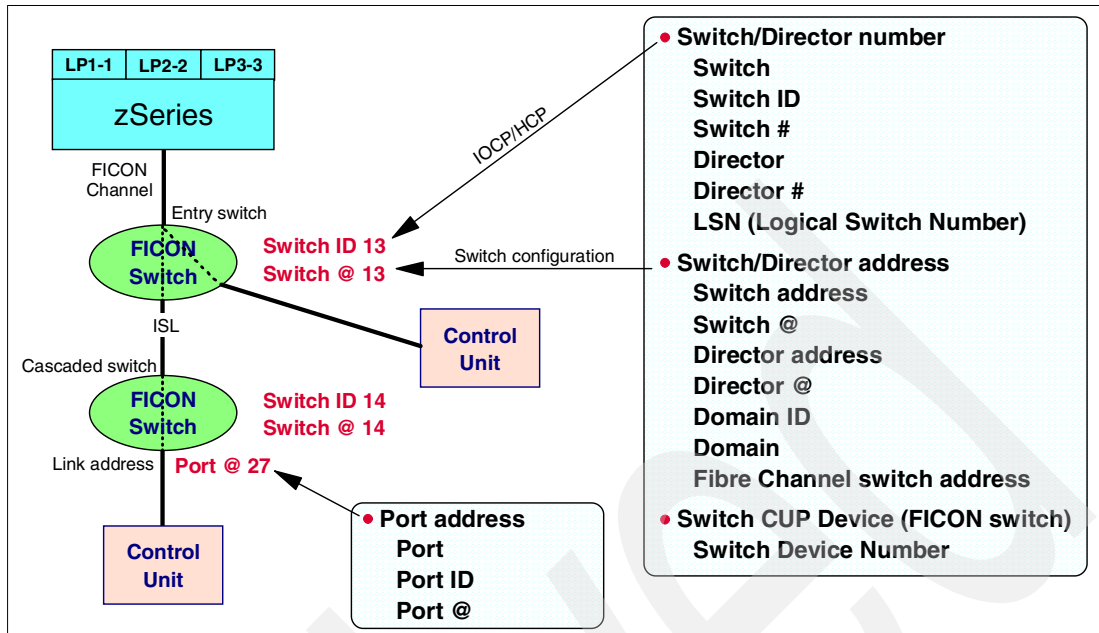 LP1-1 LP2-2 LP3-3
zSeries
FICON
Channel
Entry switch
FICON
Switch
Switch ID 13
Switch @ 13
IOCP/HCP
Switch configuration
ISL
Control
Unit
Cascaded switch
FICON
Switch
Switch ID 14
Switch @ 14
Link address
Port @ 27
Control
Unit
• Port address
Port
Port ID
Port @
• Switch/Director number
Switch
Switch ID
Switch #
Director
Director #
LSN (Logical Switch Number)
• Switch/Director address
Switch address
Switch @
Director address
Director @
Domain ID
Domain
Fibre Channel switch address
• Switch CUP Device (FICON switch)
Switch Device Number